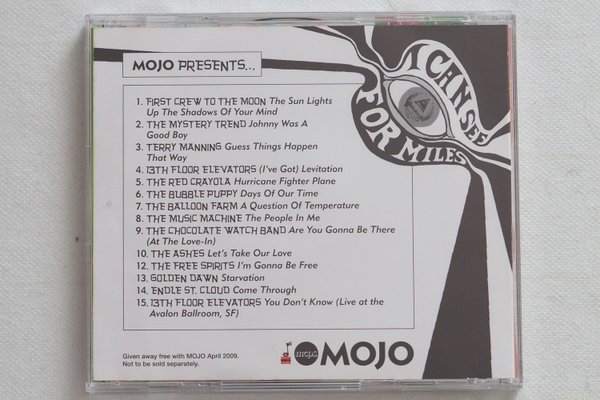 MOJO PRESENTS...
I CAN SEE
FOR MILES
1. FIRST CREW TO THE MOON The Sun Lights
Up The Shadows Of Your Mind
2. THE MYSTERY TREND Johnny Was A
Good Boy
3. TERRY MANNING Guess Things Happen
That Way
4. 13TH FLOOR ELEVATORS (I've Got) Levitation
5. THE RED CRAYOLA Hurricane Fighter Plane
6. THE BUBBLE PUPPY Days Of Our Time
7. THE BALLOON FARM A Question Of Temperature
8. THE MUSIC MACHINE The People In Me
9. THE CHOCOLATE WATCH BAND Are You Gonna Be There
(At The Love-In)
10. THE ASHES Let's Take Our Love
12. THE FREE SPIRITS I'm Gonna Be Free
13. GOLDEN DAWN Starvation
14. ENDLE ST. CLOUD Come Through
15. 13TH FLOOR ELEVATORS You Don't Know (Live at the
Avalon Ballroom, SF)
Given away free with MOJO April 2009.
Not to be sold separately.
mcps
MOJO